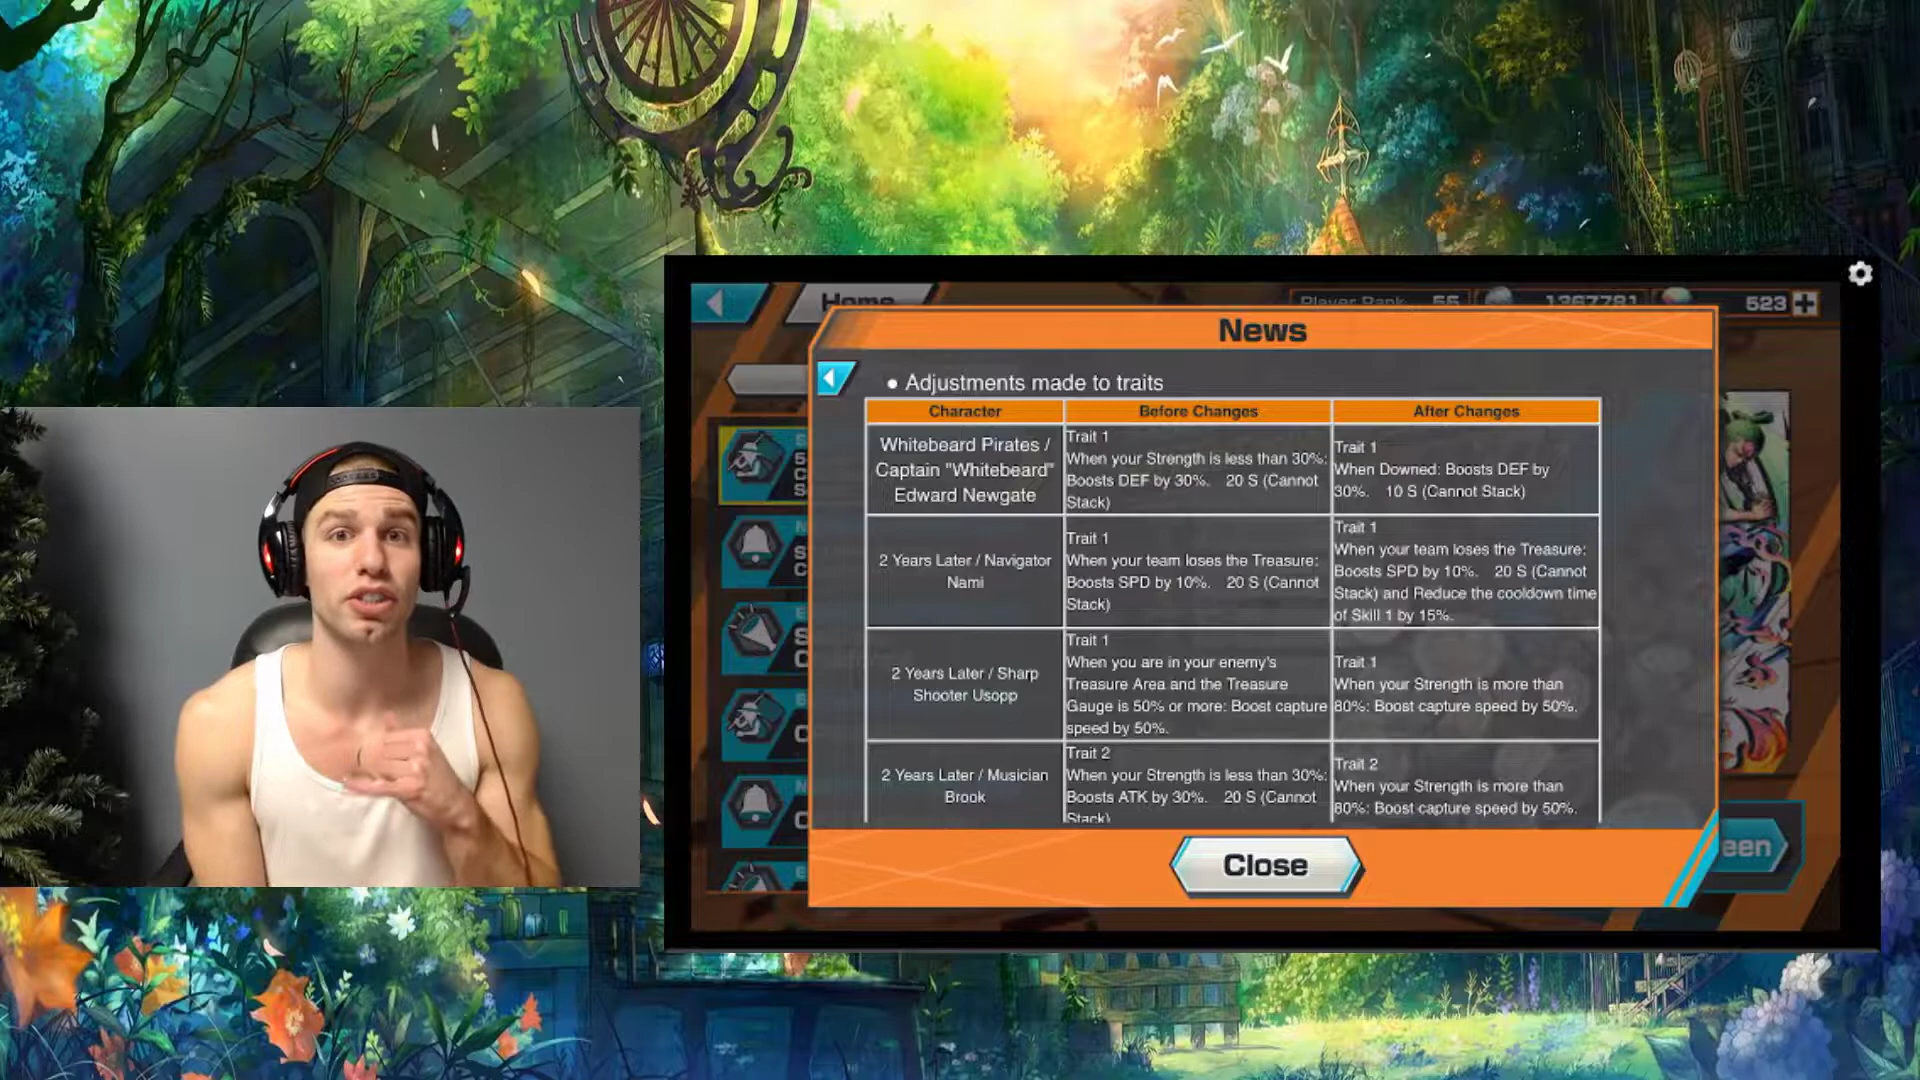 Home
Player Rank 55
1367781
523
News
● Adjustments made to traits
Character
Before Changes
After Changes
Whitebeard Pirates /
Captain "Whitebeard"
Edward Newgate
Trait 1
When your Strength is less than 30%:
Boosts DEF by 30%. 20 S (Cannot
Stack)
Trait 1
When Downed: Boosts DEF by
30%. 10 S (Cannot Stack)
2 Years Later / Navigator
Nami
Trait 1
When your team loses the Treasure:
Boosts SPD by 10%. 20 S (Cannot
Stack)
Trait 1
When your team loses the Treasure:
Boosts SPD by 10%. 20 S (Cannot
Stack) and Reduce the cooldown time
of Skill 1 by 15%.
2 Years Later / Sharp
Shooter Usopp
Trait 1
When you are in your enemy's
Treasure Area and the Treasure
Gauge is 50% or more: Boost capture
speed by 50%.
Trait 1
When your Strength is more than
80%: Boost capture speed by 50%.
2 Years Later / Musician
Brook
Trait 2
When your Strength is less than 30%:
Boosts ATK by 30%. 20 S (Cannot
Stack)
Trait 2
When your Strength is more than
80%: Boost capture speed by 50%.
een
Close